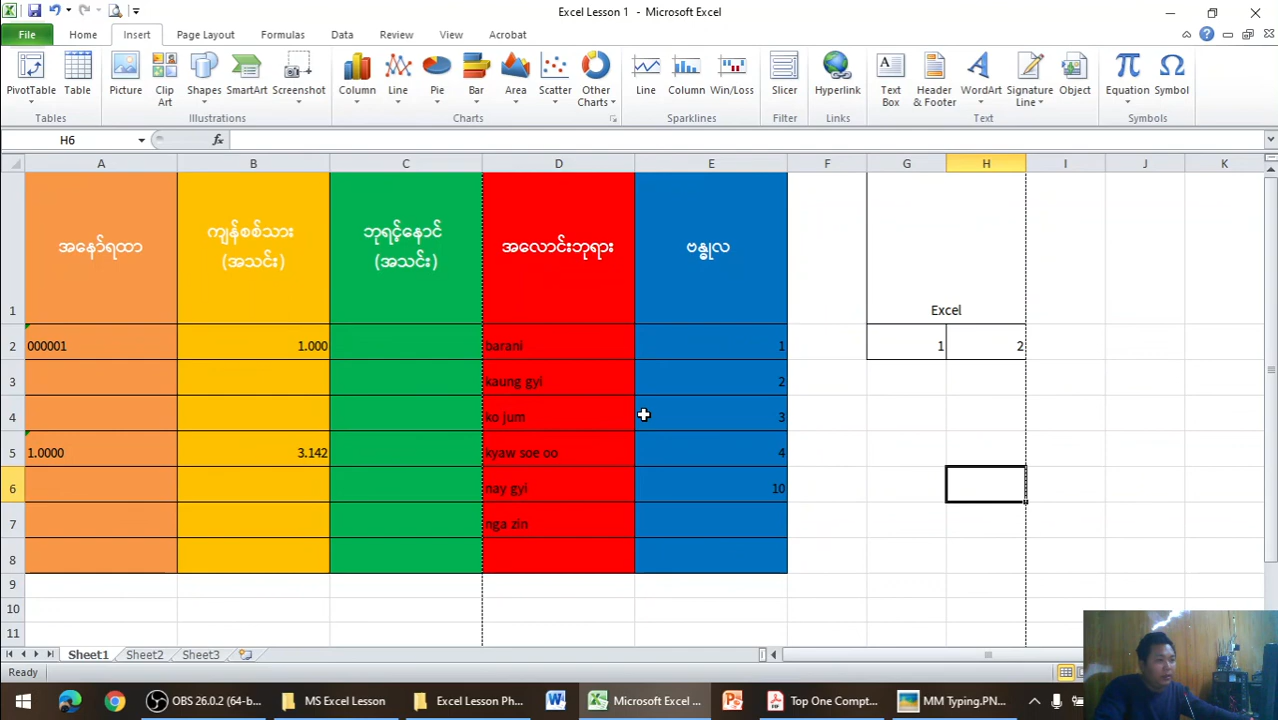 Excel Lesson 1 - Microsoft Excel
File Home Insert Page Layout Formulas Data Review View Acrobat
PivotTable Table Picture Clip Art Shapes SmartArt Screenshot Column Line Pie Bar Area Scatter Other Charts Line Column Win/Loss Slicer Hyperlink Text Box Header & Footer WordArt Signature Line Object Equation Symbol
Tables Illustrations Charts Sparklines Filter Links Text Symbols
H6 fx
A B C D E F G H I J K
အနော်ရထာ ကျန်စစ်သား (အသင်း) ဘုရင့်နောင် (အသင်း) အလောင်းဘုရား ဗန္ဓုလ
1 Excel
2 000001 1.000 barani 1 1 2
3 kaung gyi 2
4 ko jum 3
5 1.0000 3.142 kyaw soe oo 4
6 nay gyi 10
7 nga zin
8
9
10
11
Sheet1 Sheet2 Sheet3
Ready
OBS 26.0.2 (64-b... MS Excel Lesson Excel Lesson Ph... Microsoft Excel ... Top One Compt... MM Typing.PN...